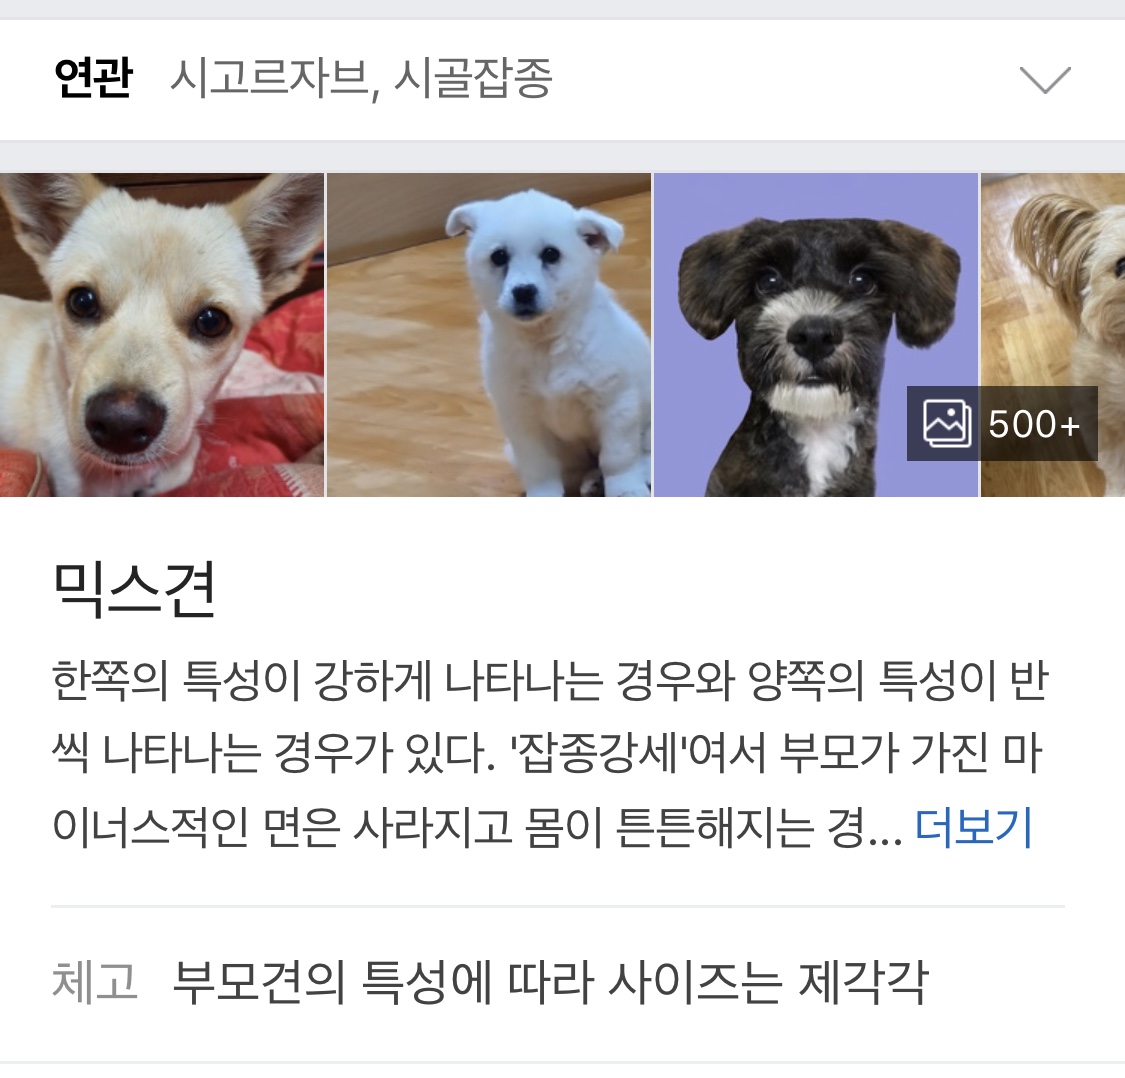 연관 시고르자브, 시골잡종
500+
믹스견
한쪽의 특성이 강하게 나타나는 경우와 양쪽의 특성이 반
씩 나타나는 경우가 있다. '잡종강세'여서 부모가 가진 마
이너스적인 면은 사라지고 몸이 튼튼해지는 경... 더보기
체고 부모견의 특성에 따라 사이즈는 제각각